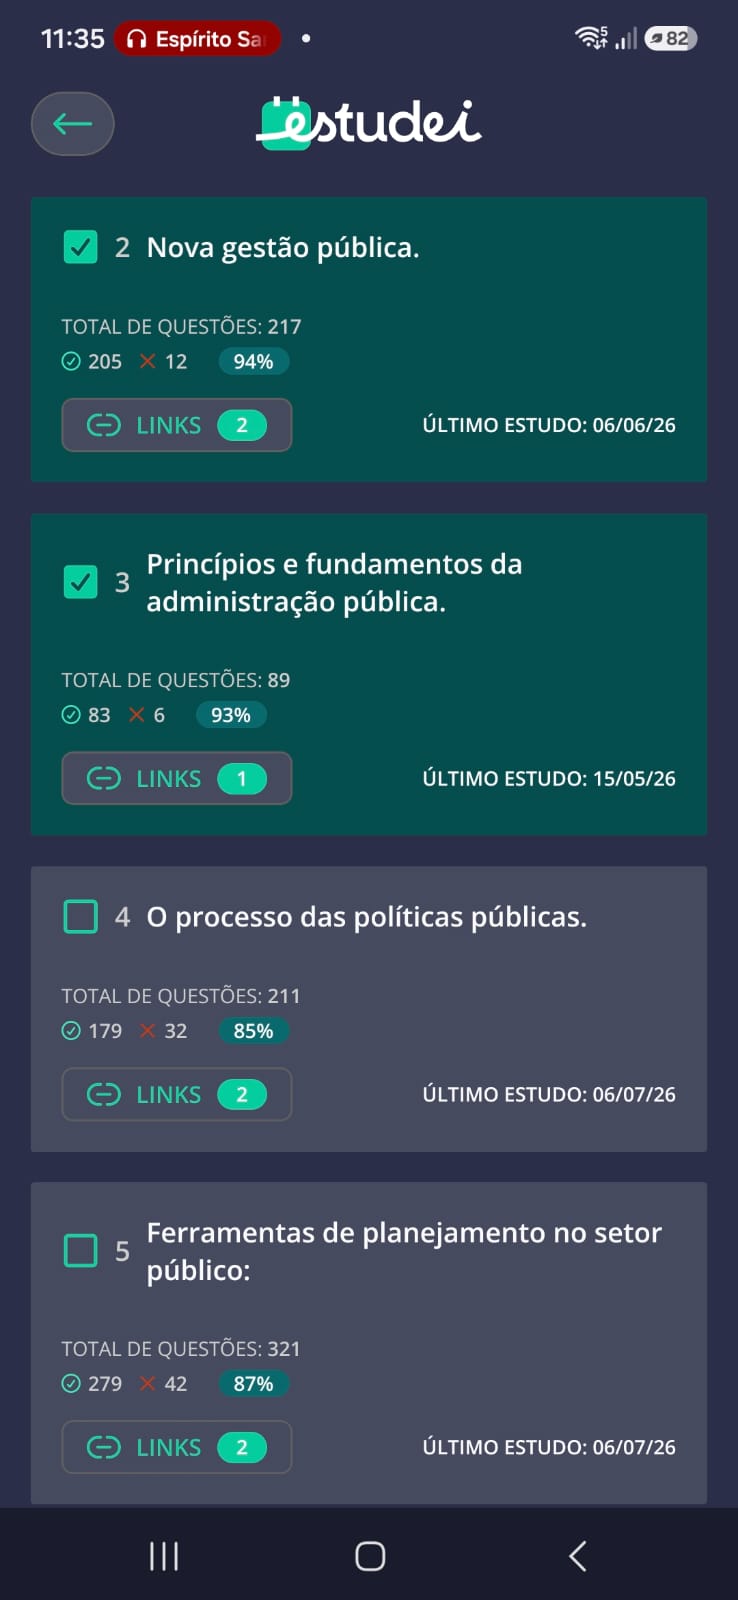 11:35 Espírito Sa 82
estudei
2 Nova gestão pública.
TOTAL DE QUESTÕES: 217
205 12 94%
LINKS 2 ÚLTIMO ESTUDO: 06/06/26
3 Princípios e fundamentos da
administração pública.
TOTAL DE QUESTÕES: 89
83 6 93%
LINKS 1 ÚLTIMO ESTUDO: 15/05/26
4 O processo das políticas públicas.
TOTAL DE QUESTÕES: 211
179 32 85%
LINKS 2 ÚLTIMO ESTUDO: 06/07/26
5 Ferramentas de planejamento no setor
público:
TOTAL DE QUESTÕES: 321
279 42 87%
LINKS 2 ÚLTIMO ESTUDO: 06/07/26